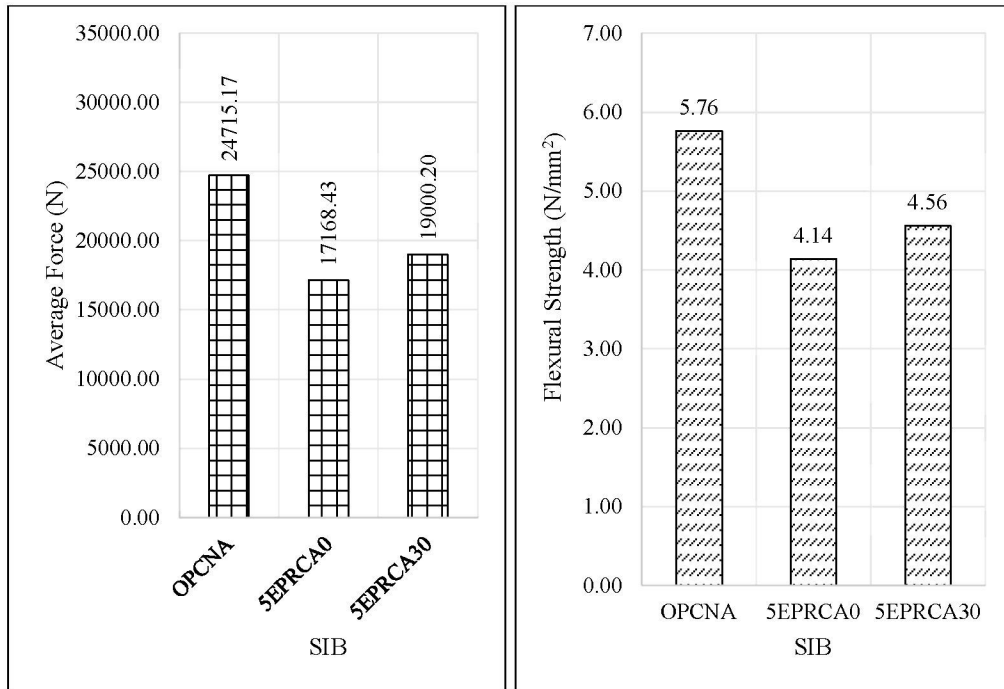 35000.00
30000.00
25000.00
20000.00
15000.00
10000.00
5000.00
0.00
Average Force (N)
24715.17
17168.43
19000.20
OPCNA
5EPRCA0
5EPRCA30
SIB
7.00
6.00
5.00
4.00
3.00
2.00
1.00
0.00
Flexural Strength (N/mm²)
5.76
4.14
4.56
OPCNA
5EPRCA0
5EPRCA30
SIB